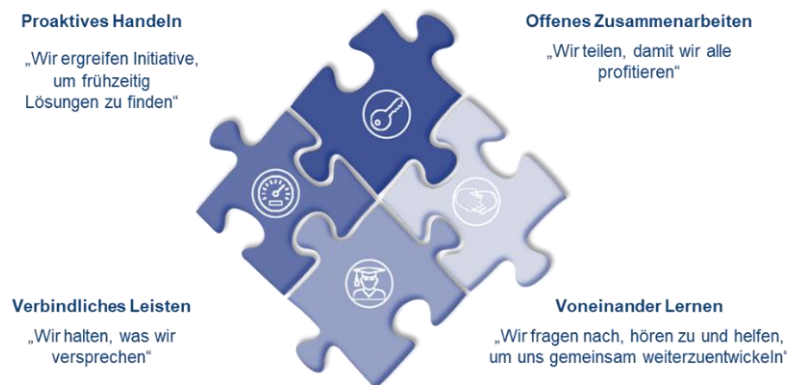 Proaktives Handeln
„Wir ergreifen Initiative,
um frühzeitig
Lösungen zu finden“
Offenes Zusammenarbeiten
„Wir teilen, damit wir alle
profitieren“
Verbindliches Leisten
„Wir halten, was wir
versprechen“
Voneinander Lernen
„Wir fragen nach, hören zu und helfen,
um uns gemeinsam weiterzuentwickeln“